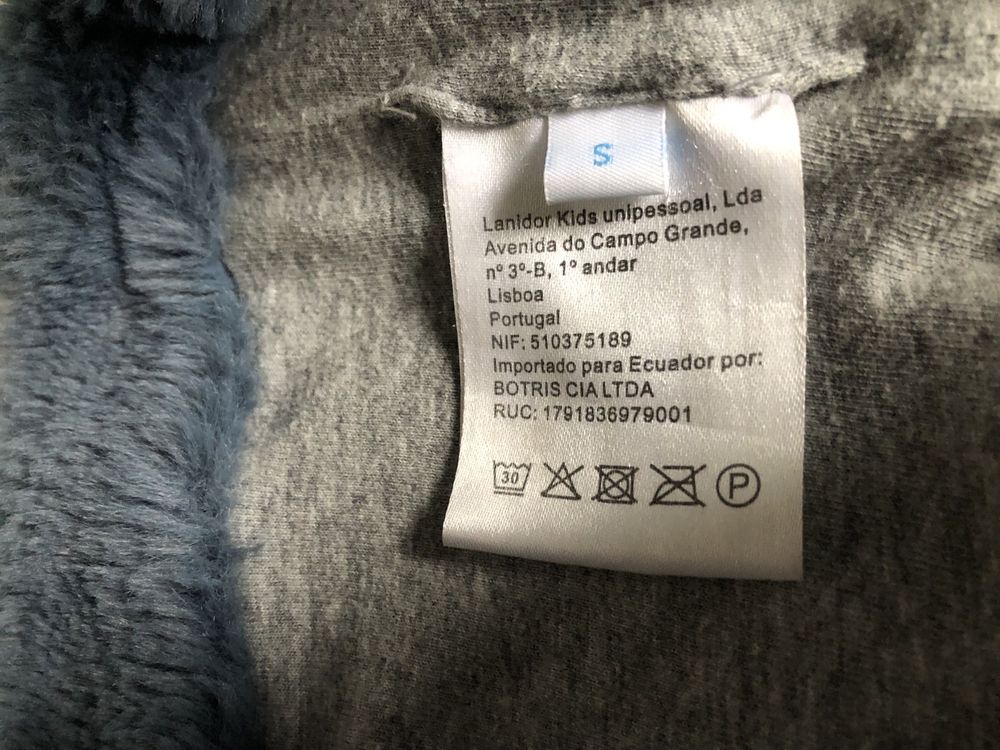 S
Lanidor Kids unipessoal, Lda
Avenida do Campo Grande,
nº 3º-B, 1º andar
Lisboa
Portugal
NIF: 510375189
Importado para Ecuador por:
BOTRIS CIA LTDA
RUC: 1791836979001
30 P